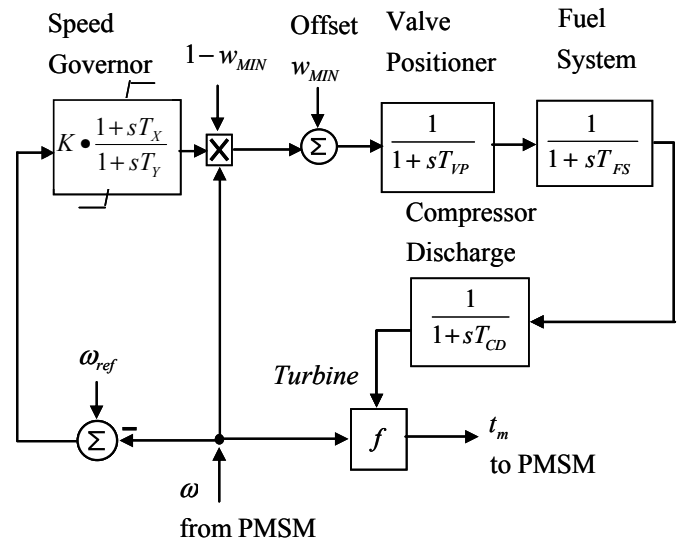 Speed
Governor
1 − w_MIN
Offset
w_MIN
Valve
Positioner
Fuel
System
K • (1 + sT_X) / (1 + sT_Y)
X
Σ
1 / (1 + sT_VP)
1 / (1 + sT_FS)
Compressor
Discharge
1 / (1 + sT_CD)
ω_ref
Turbine
Σ
−
f
t_m
to PMSM
ω
from PMSM